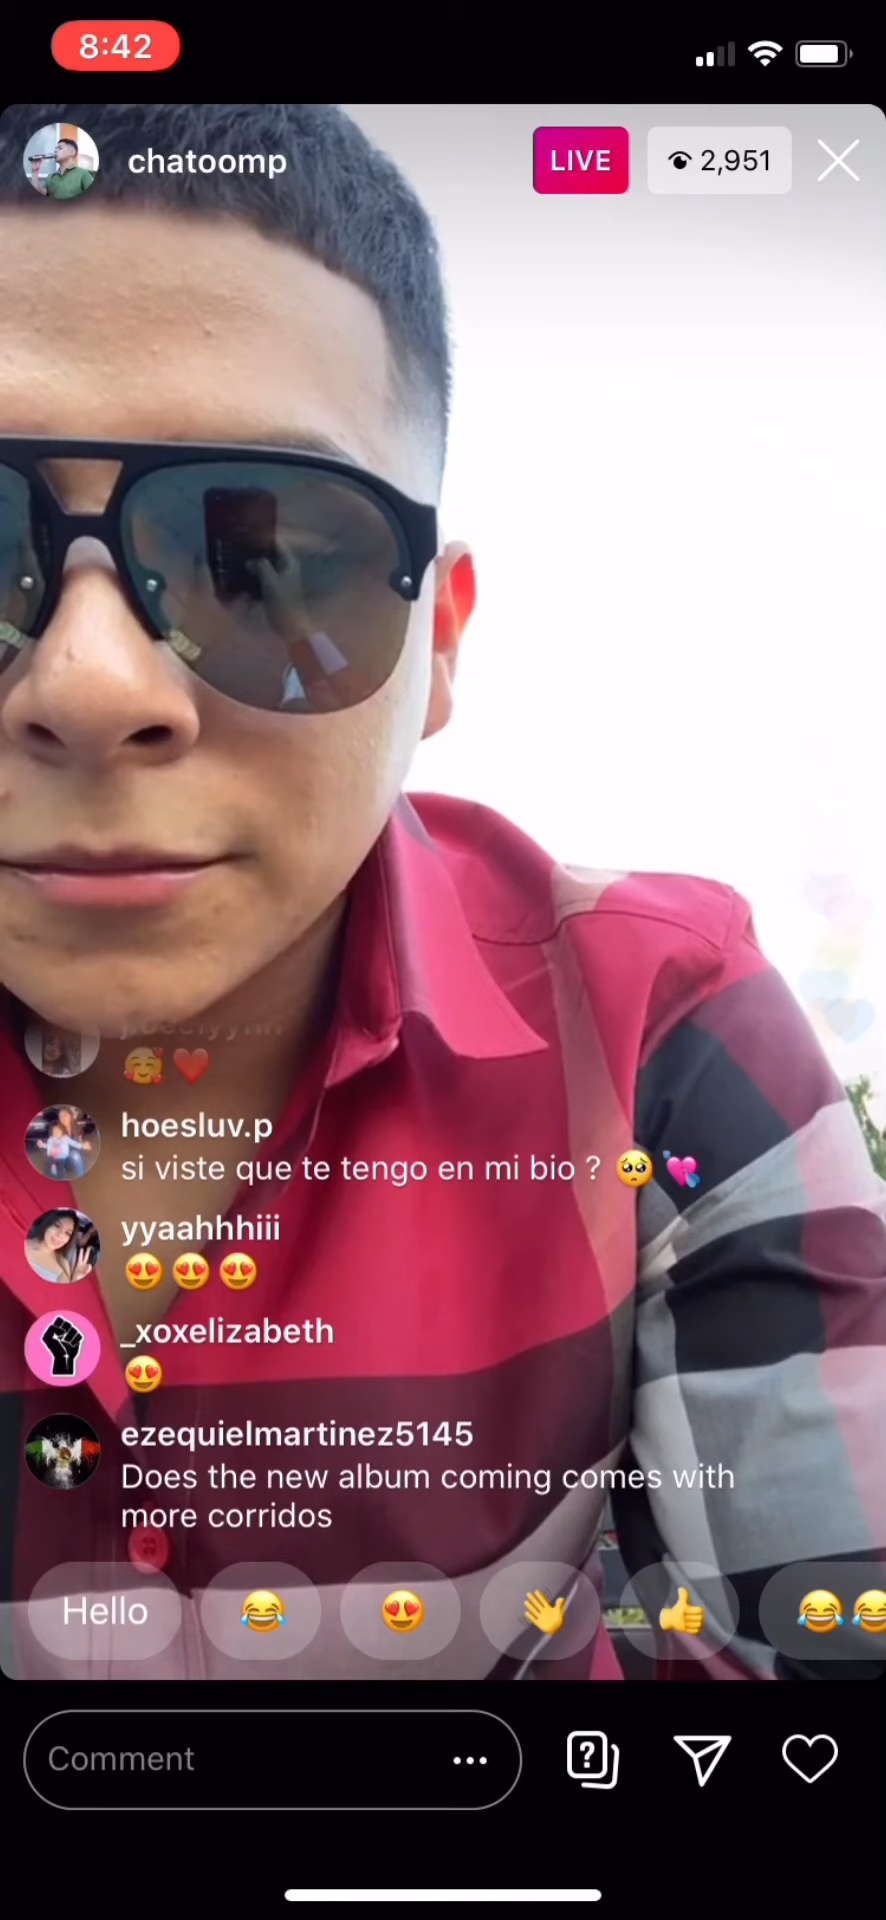 8:42
chatoomp
LIVE
2,951
hoesluv.p
si viste que te tengo en mi bio ? 🥺 💘
yyaahhhiii
😍 😍 😍
_xoxelizabeth
😍
ezequielmartinez5145
Does the new album coming comes with
more corridos
Hello
Comment